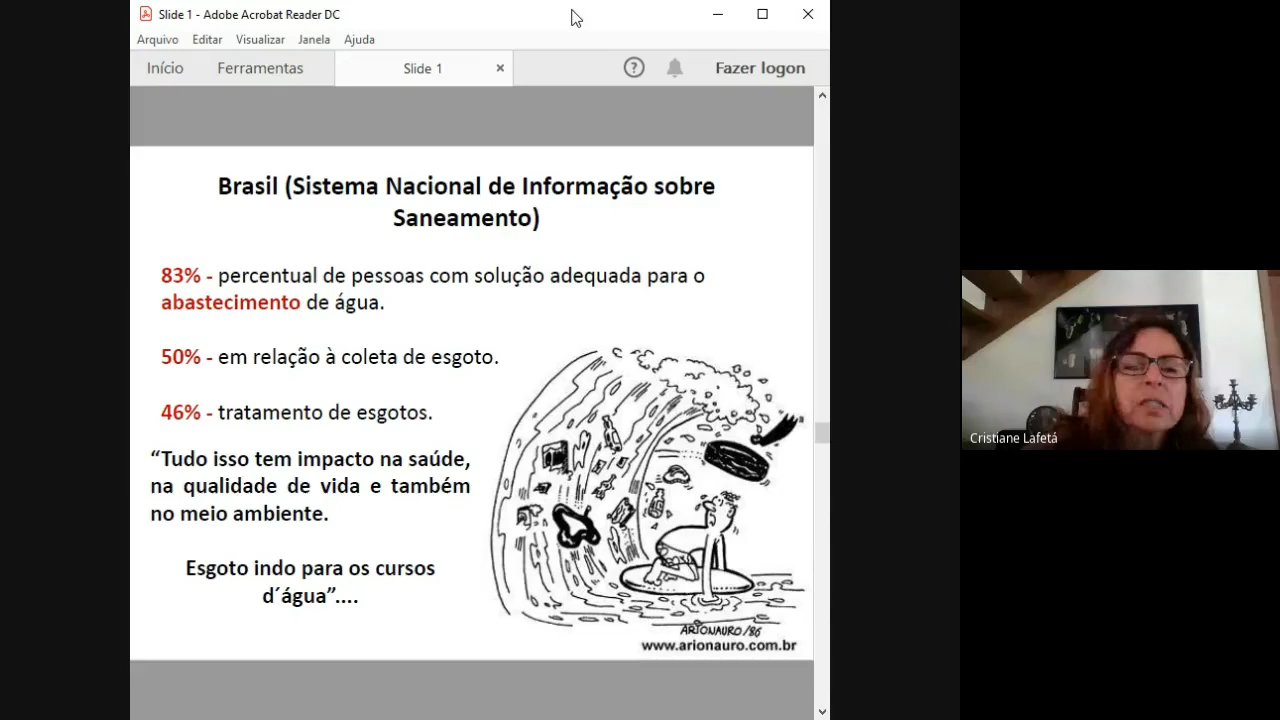 Slide 1 - Adobe Acrobat Reader DC
Arquivo Editar Visualizar Janela Ajuda
Início Ferramentas Slide 1 × ? Fazer logon
Brasil (Sistema Nacional de Informação sobre
Saneamento)
83% - percentual de pessoas com solução adequada para o
abastecimento de água.
50% - em relação à coleta de esgoto.
46% - tratamento de esgotos.
“Tudo isso tem impacto na saúde,
na qualidade de vida e também
no meio ambiente.
Esgoto indo para os cursos
d´água”....
ARIONAURO/86
www.arionauro.com.br
Cristiane Lafetá